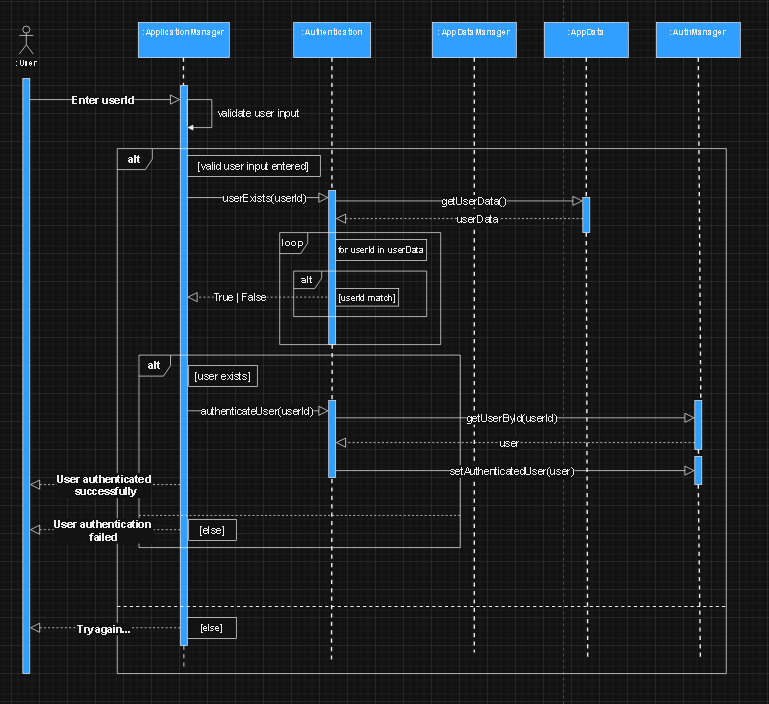 : User
: ApplicationManager
: Authentication
: AppDataManager
: AppData
: AuthManager
Enter userId
validate user input
alt
[valid user input entered]
userExists(userId)
getUserData()
userData
loop
for userId in userData
alt
True | False
[userId match]
alt
[user exists]
authenticateUser(userId)
getUserById(userId)
user
setAuthenticatedUser(user)
User authenticated
successfully
User authentication
failed
[else]
Try again...
[else]